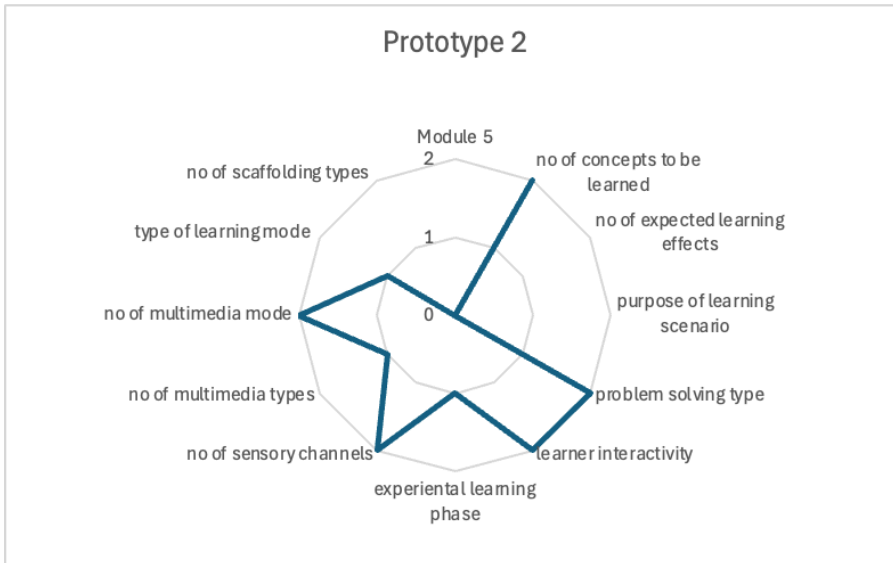 Prototype 2
Module 5
2
no of concepts to be
learned
no of scaffolding types
no of expected learning
effects
type of learning mode
1
no of multimedia mode
0
purpose of learning
scenario
no of multimedia types
problem solving type
no of sensory channels
learner interactivity
experiental learning
phase